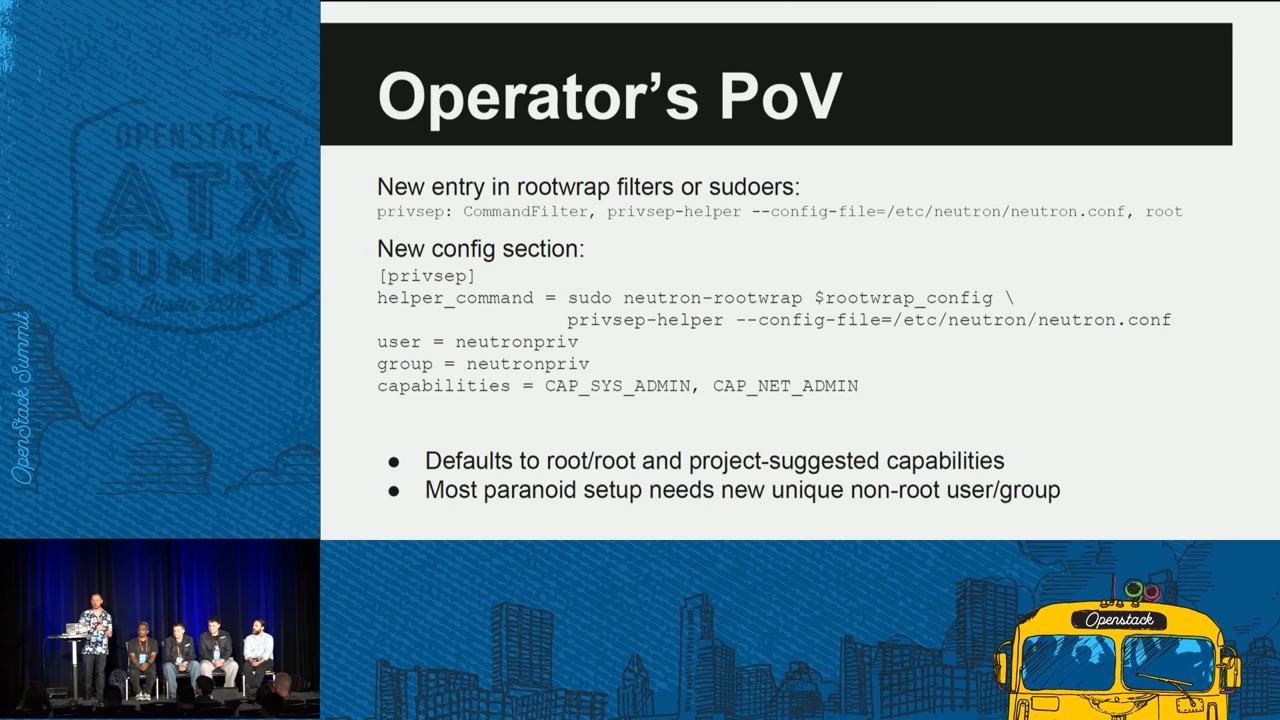 Operator’s PoV
New entry in rootwrap filters or sudoers:
privsep: CommandFilter, privsep-helper --config-file=/etc/neutron/neutron.conf, root
New config section:
[privsep]
helper_command = sudo neutron-rootwrap $rootwrap_config \
privsep-helper --config-file=/etc/neutron/neutron.conf
user = neutronpriv
group = neutronpriv
capabilities = CAP_SYS_ADMIN, CAP_NET_ADMIN
● Defaults to root/root and project-suggested capabilities
● Most paranoid setup needs new unique non-root user/group
OPENSTACK
ATX
SUMMIT
Austin 2016
OpenStack Summit
Openstack